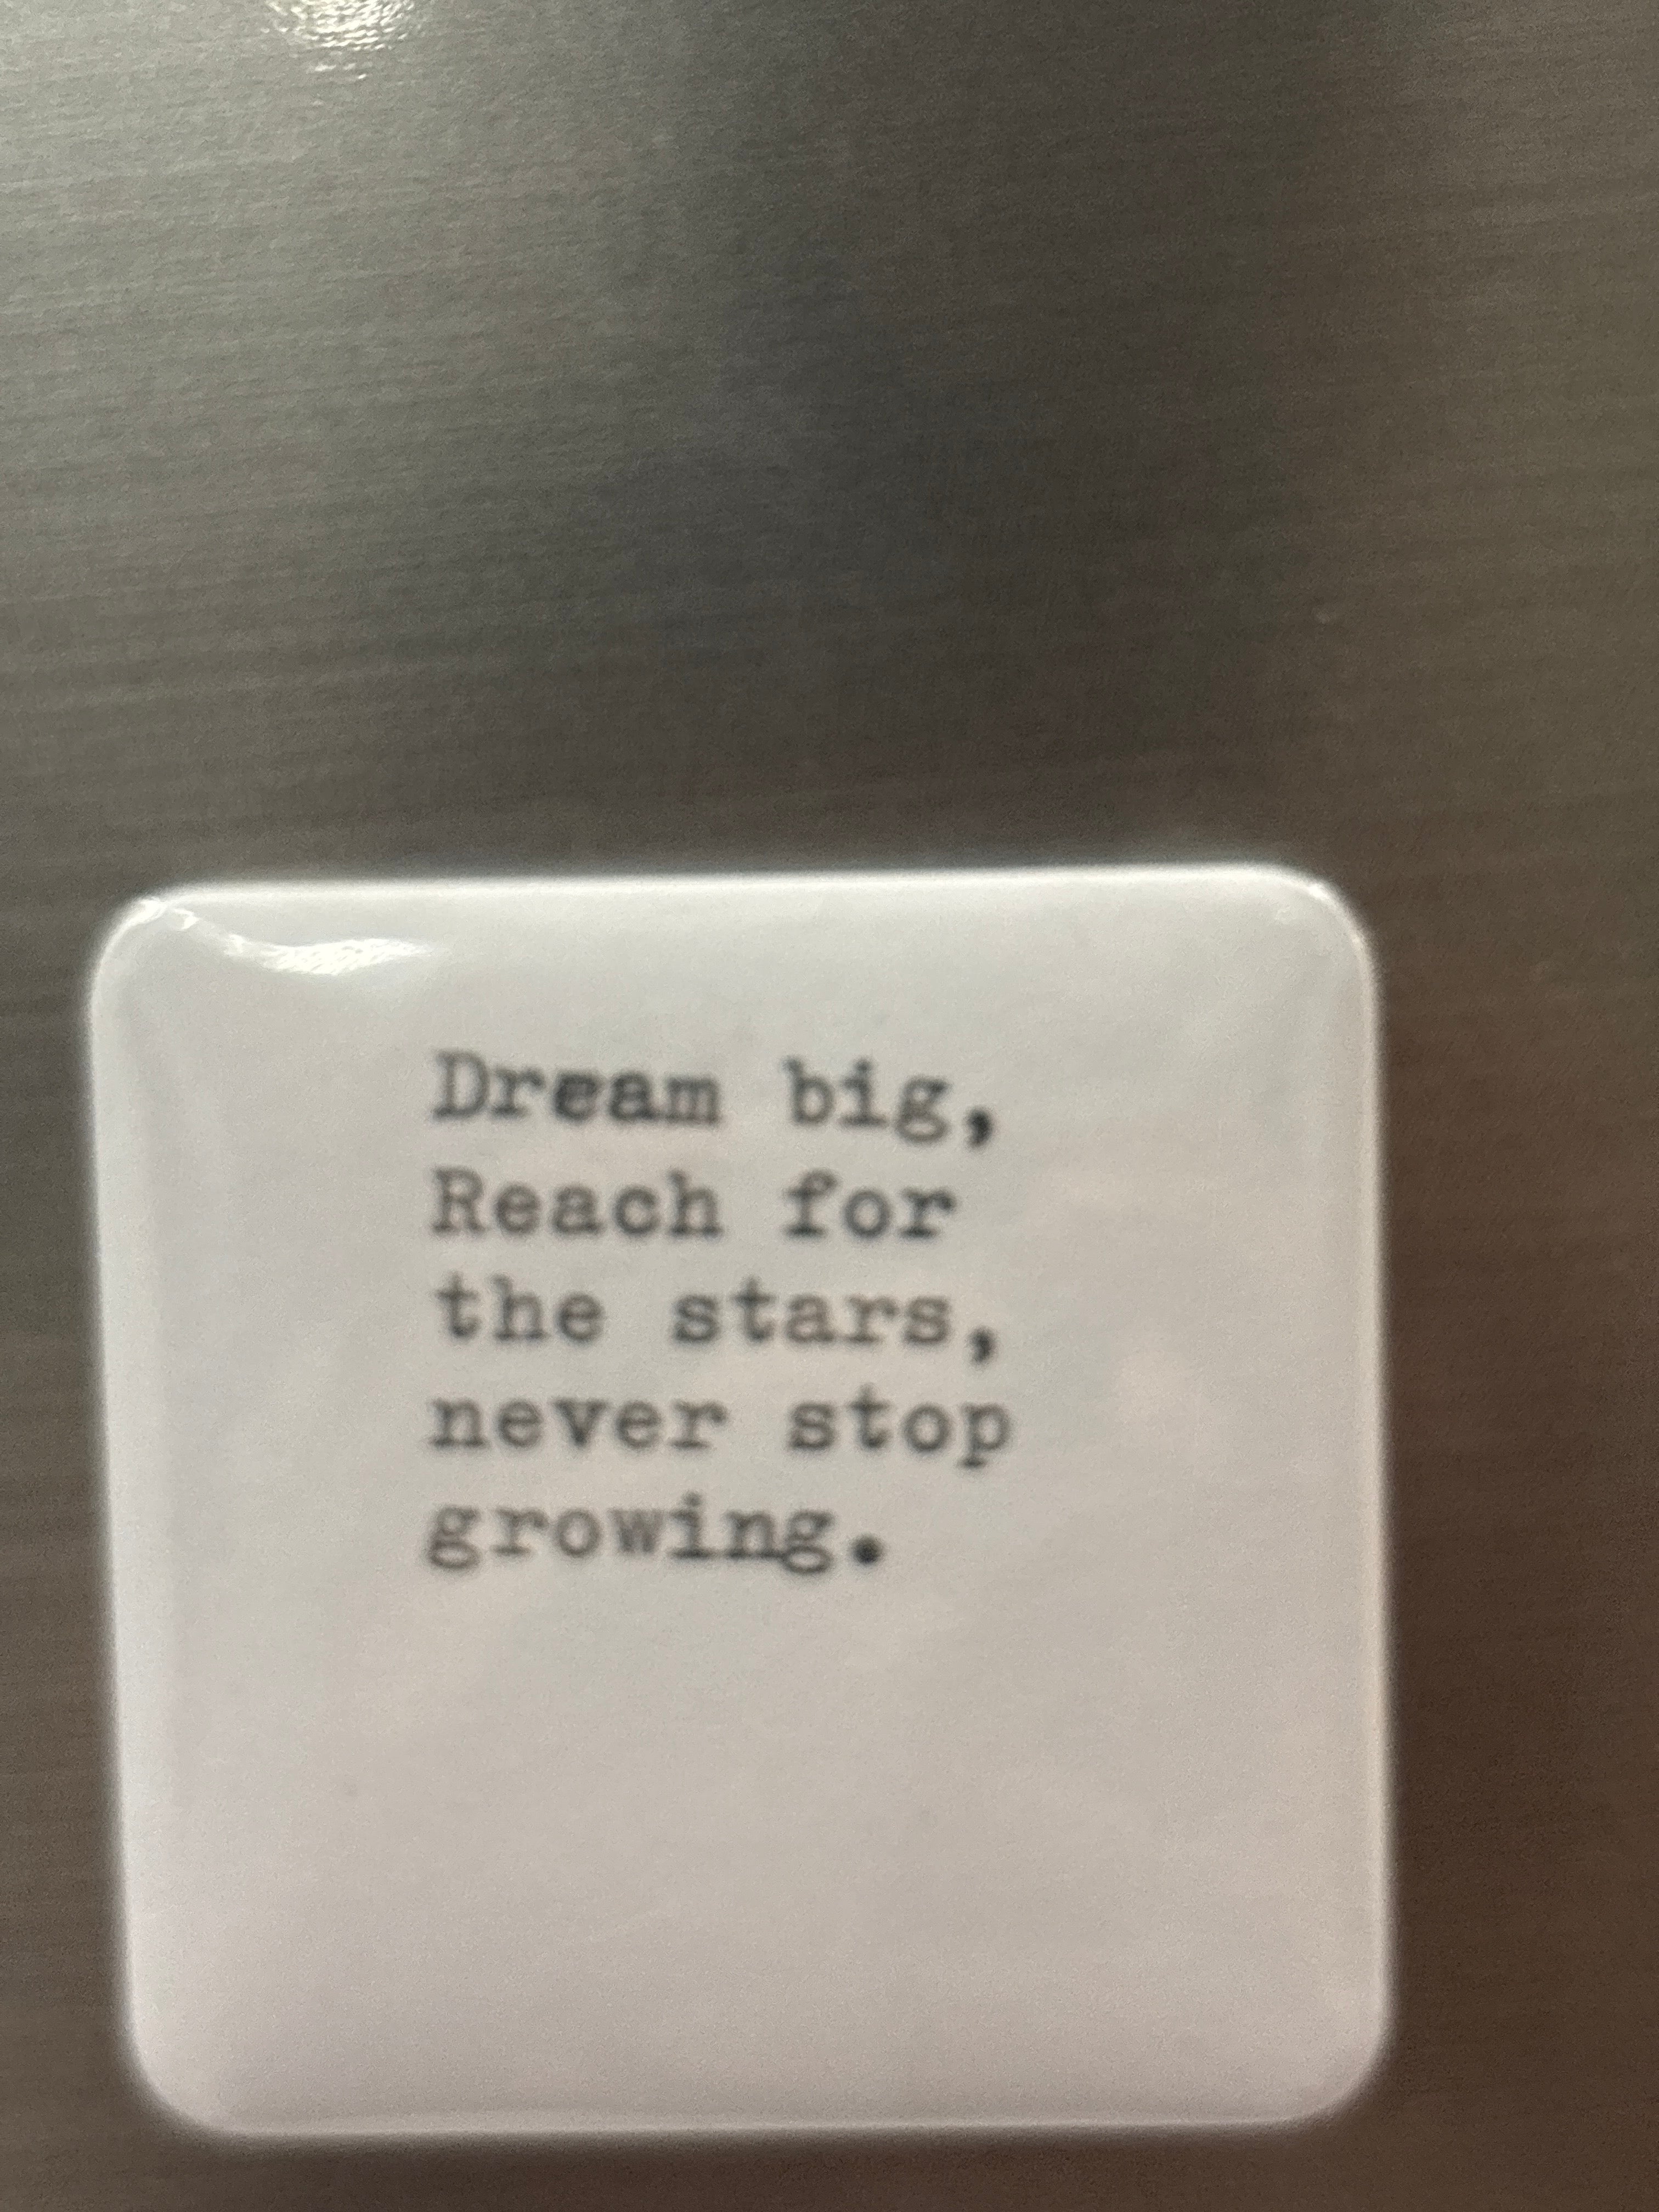 Dream big,
Reach for
the stars,
never stop
growing.